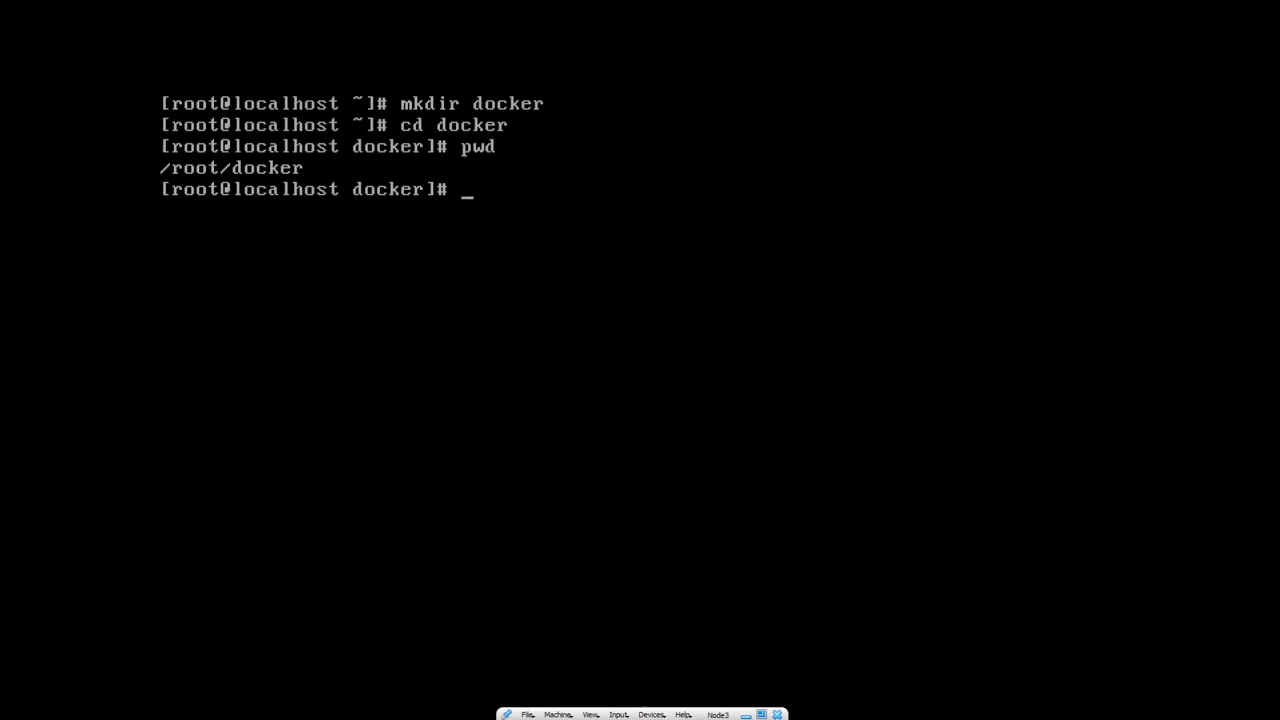 [root@localhost ~]# mkdir docker
[root@localhost ~]# cd docker
[root@localhost docker]# pwd
/root/docker
[root@localhost docker]# _
File Machine View Input Devices Help Node3